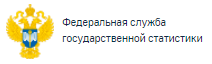 Федеральная служба
государственной статистики